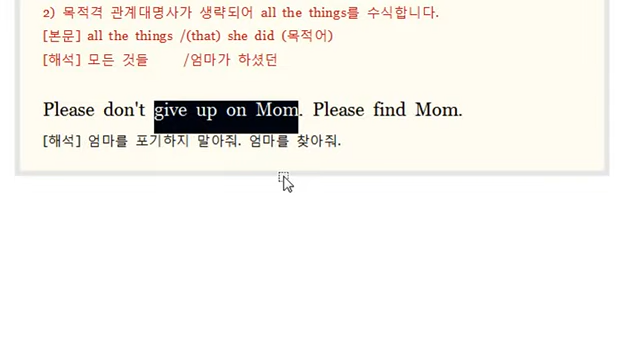 2) 목적격 관계대명사가 생략되어 all the things를 수식합니다.
[본문] all the things /(that) she did (목적어)
[해석] 모든 것들 /엄마가 하셨던
Please don't give up on Mom. Please find Mom.
[해석] 엄마를 포기하지 말아줘. 엄마를 찾아줘.